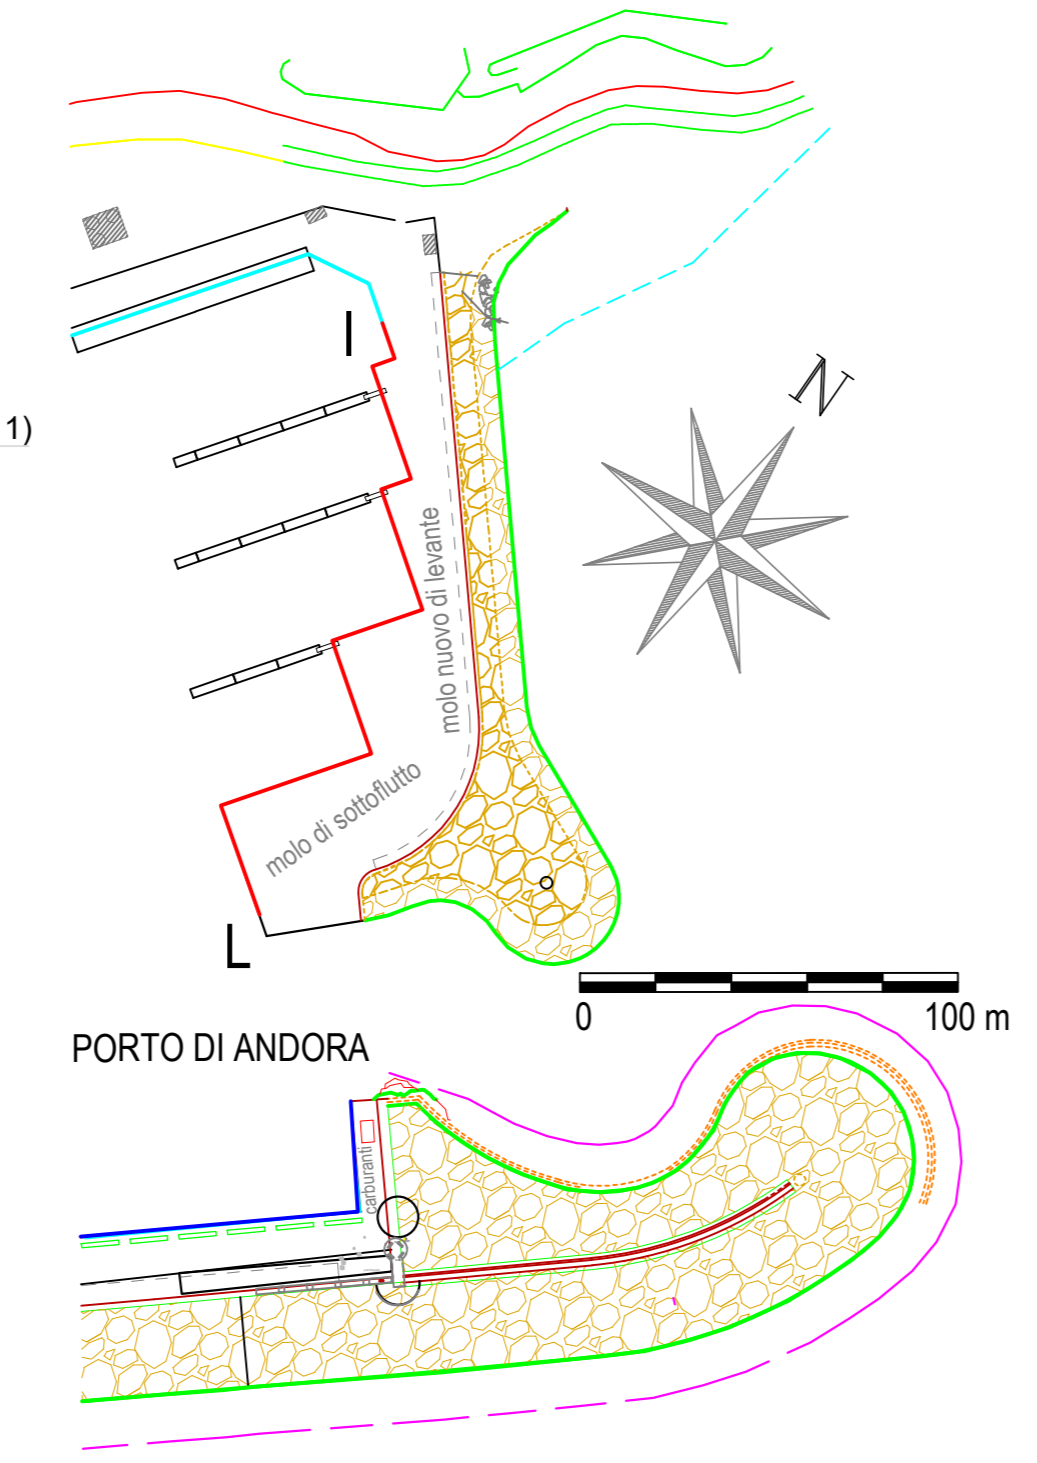 N
I
1)
molo nuovo di levante
molo di sottoflutto
L
0
100 m
PORTO DI ANDORA
carburanti